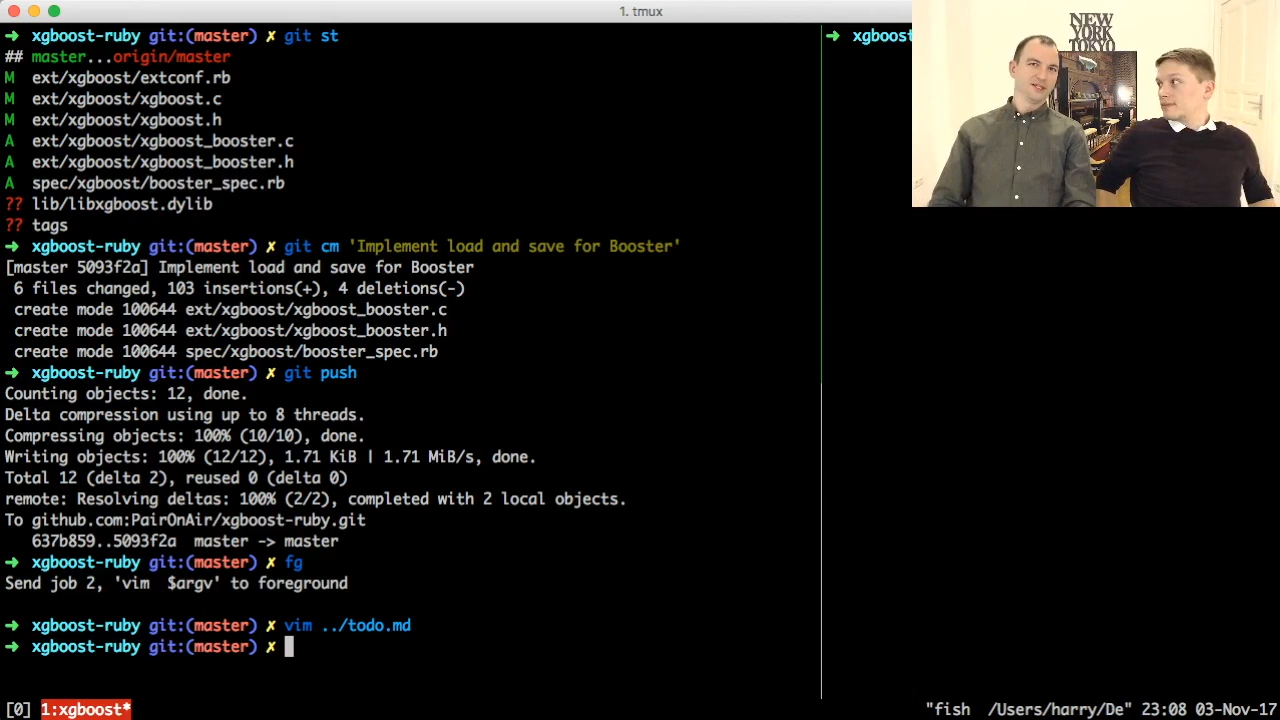 1. tmux
➜ xgboost-ruby git:(master) ✗ git st
## master...origin/master
M ext/xgboost/extconf.rb
M ext/xgboost/xgboost.c
M ext/xgboost/xgboost.h
A ext/xgboost/xgboost_booster.c
A ext/xgboost/xgboost_booster.h
A spec/xgboost/booster_spec.rb
?? lib/libxgboost.dylib
?? tags
➜ xgboost-ruby git:(master) ✗ git cm 'Implement load and save for Booster'
[master 5093f2a] Implement load and save for Booster
6 files changed, 103 insertions(+), 4 deletions(-)
create mode 100644 ext/xgboost/xgboost_booster.c
create mode 100644 ext/xgboost/xgboost_booster.h
create mode 100644 spec/xgboost/booster_spec.rb
➜ xgboost-ruby git:(master) ✗ git push
Counting objects: 12, done.
Delta compression using up to 8 threads.
Compressing objects: 100% (10/10), done.
Writing objects: 100% (12/12), 1.71 KiB | 1.71 MiB/s, done.
Total 12 (delta 2), reused 0 (delta 0)
remote: Resolving deltas: 100% (2/2), completed with 2 local objects.
To github.com:PairOnAir/xgboost-ruby.git
637b859..5093f2a master -> master
➜ xgboost-ruby git:(master) ✗ fg
Send job 2, 'vim $argv' to foreground
➜ xgboost-ruby git:(master) ✗ vim ../todo.md
➜ xgboost-ruby git:(master) ✗
➜ xgboost
NEW
YORK
TOKYO
[0] 1:xgboost*
"fish /Users/harry/De" 23:08 03-Nov-17